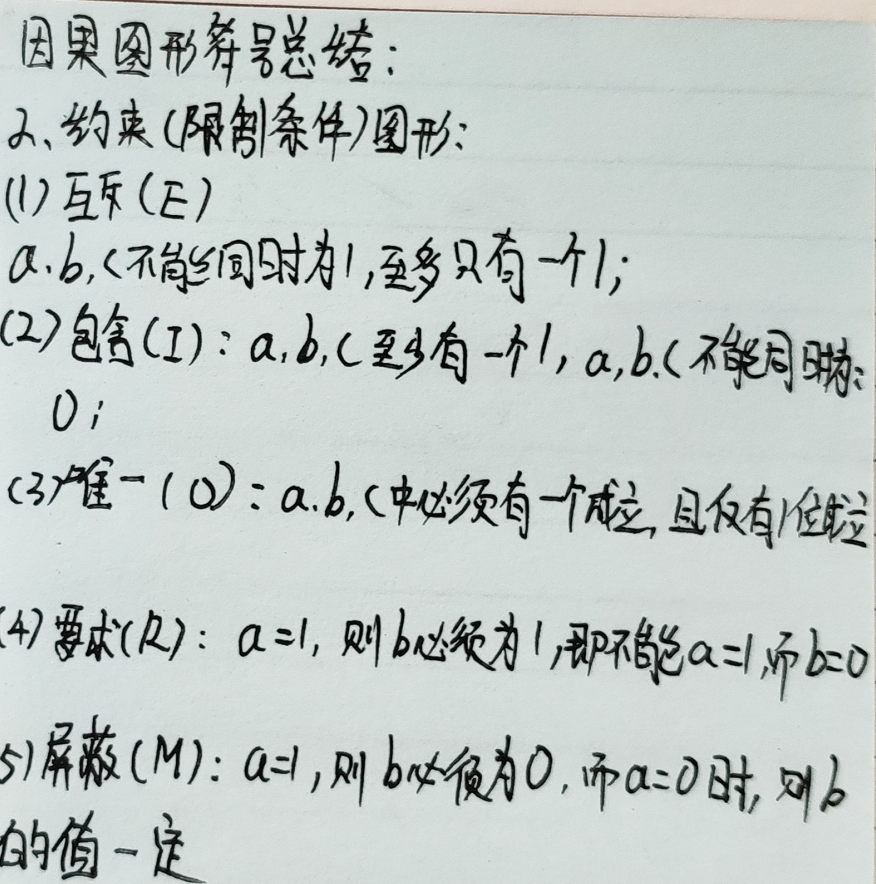 因果图形符号总结:
2、约束(限制条件)图形:
(1)互斥(E)
a.b,c不能同时为1,至多只有一个1;
(2)包含(I):a,b,c至少有一个1,a,b.c不能同时为:
0;
(3)唯一(O):a.b,c中必须有一个成立,且仅有1位成立
(4)要求(R):a=1,则b必须为1,即不能a=1,而b=0
5)屏蔽(M):a=1,则b必须为0,而a=0时,则b
的值一定